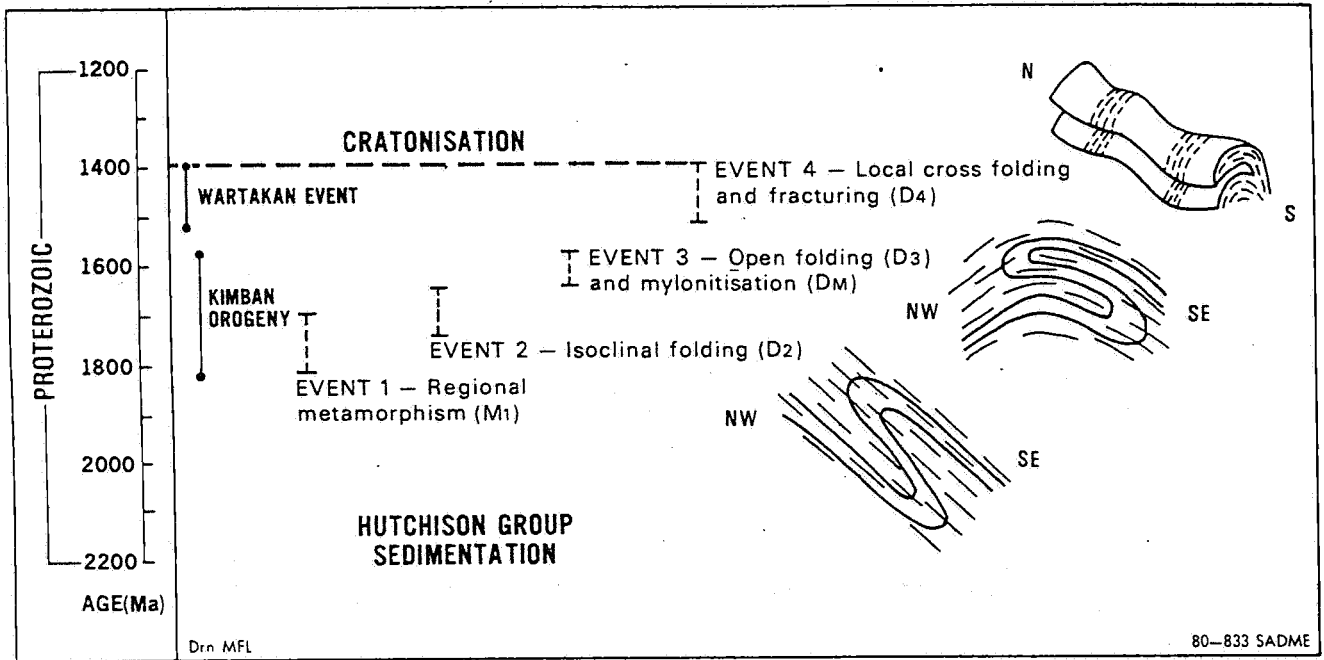 PROTEROZOIC
1200
1400
1600
1800
2000
2200
AGE(Ma)
CRATONISATION
WARTAKAN EVENT
KIMBAN
OROGENY
EVENT 4 – Local cross folding
and fracturing (D4)
EVENT 3 – Open folding (D3)
and mylonitisation (DM)
EVENT 2 – Isoclinal folding (D2)
EVENT 1 – Regional
metamorphism (M1)
HUTCHISON GROUP
SEDIMENTATION
N
S
NW
SE
NW
SE
Drn MFL
80–833 SADME